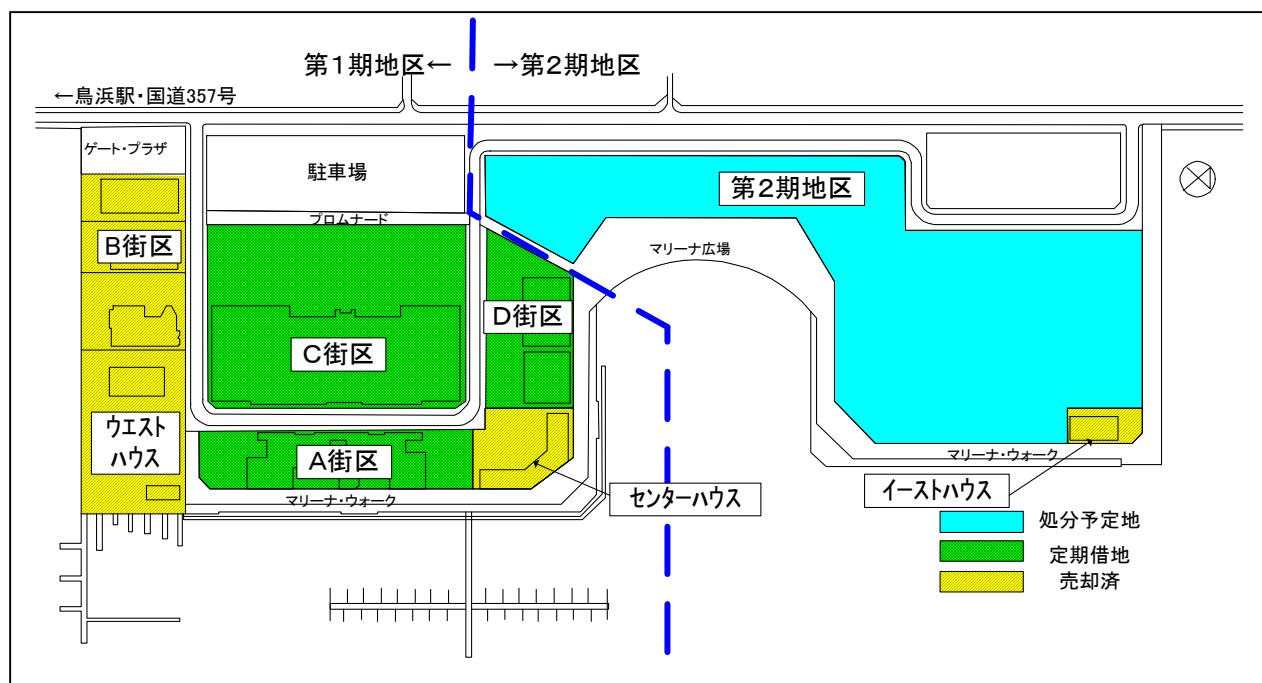 第1期地区←
→第2期地区
←鳥浜駅・国道357号
ゲート・プラザ
駐車場
プロムナード
第2期地区
B街区
マリーナ広場
D街区
C街区
ウエスト
ハウス
A街区
マリーナ・ウォーク
マリーナ・ウォーク
センターハウス
イーストハウス
処分予定地
定期借地
売却済